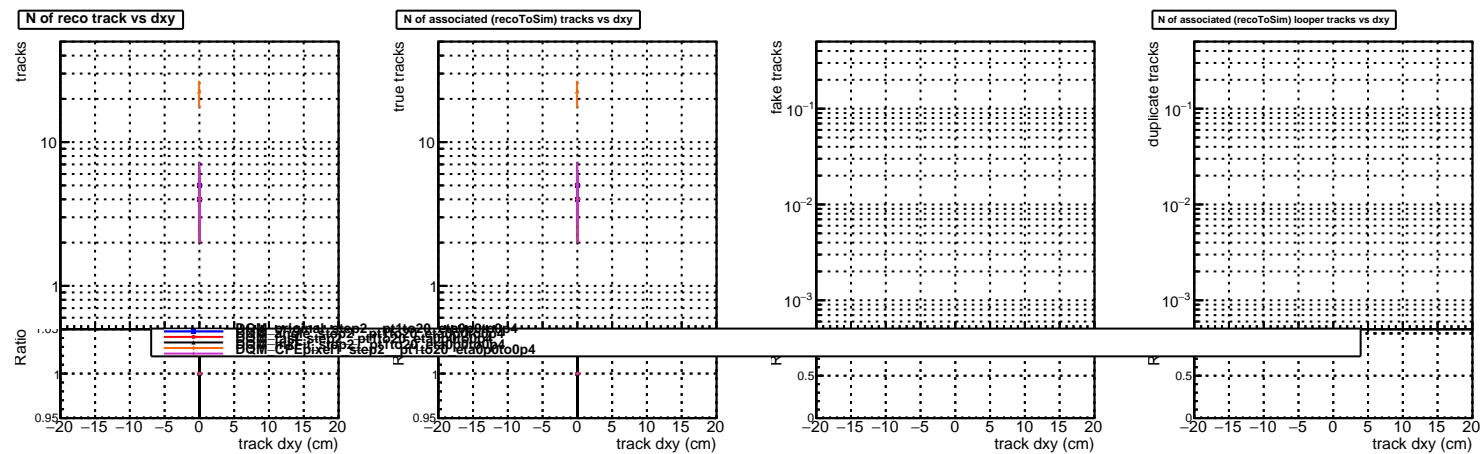 N of reco track vs dxy
tracks
10
1
Ratio
1
0.95
−20 −15 −10 −5 0 5 10 15 20
track dxy (cm)
N of associated (recoToSim) tracks vs dxy
true tracks
10
1
1
0.95
−20 −15 −10 −5 0 5 10 15 20
track dxy (cm)
fake tracks
10−1
10−2
10−3
0.5
0
−20 −15 −10 −5 0 5 10 15 20
track dxy (cm)
N of associated (recoToSim) looper tracks vs dxy
duplicate tracks
10−1
10−2
10−3
0.5
0
−20 −15 −10 −5 0 5 10 15 20
track dxy (cm)
step2 pt1to20 eta0p0to0p4